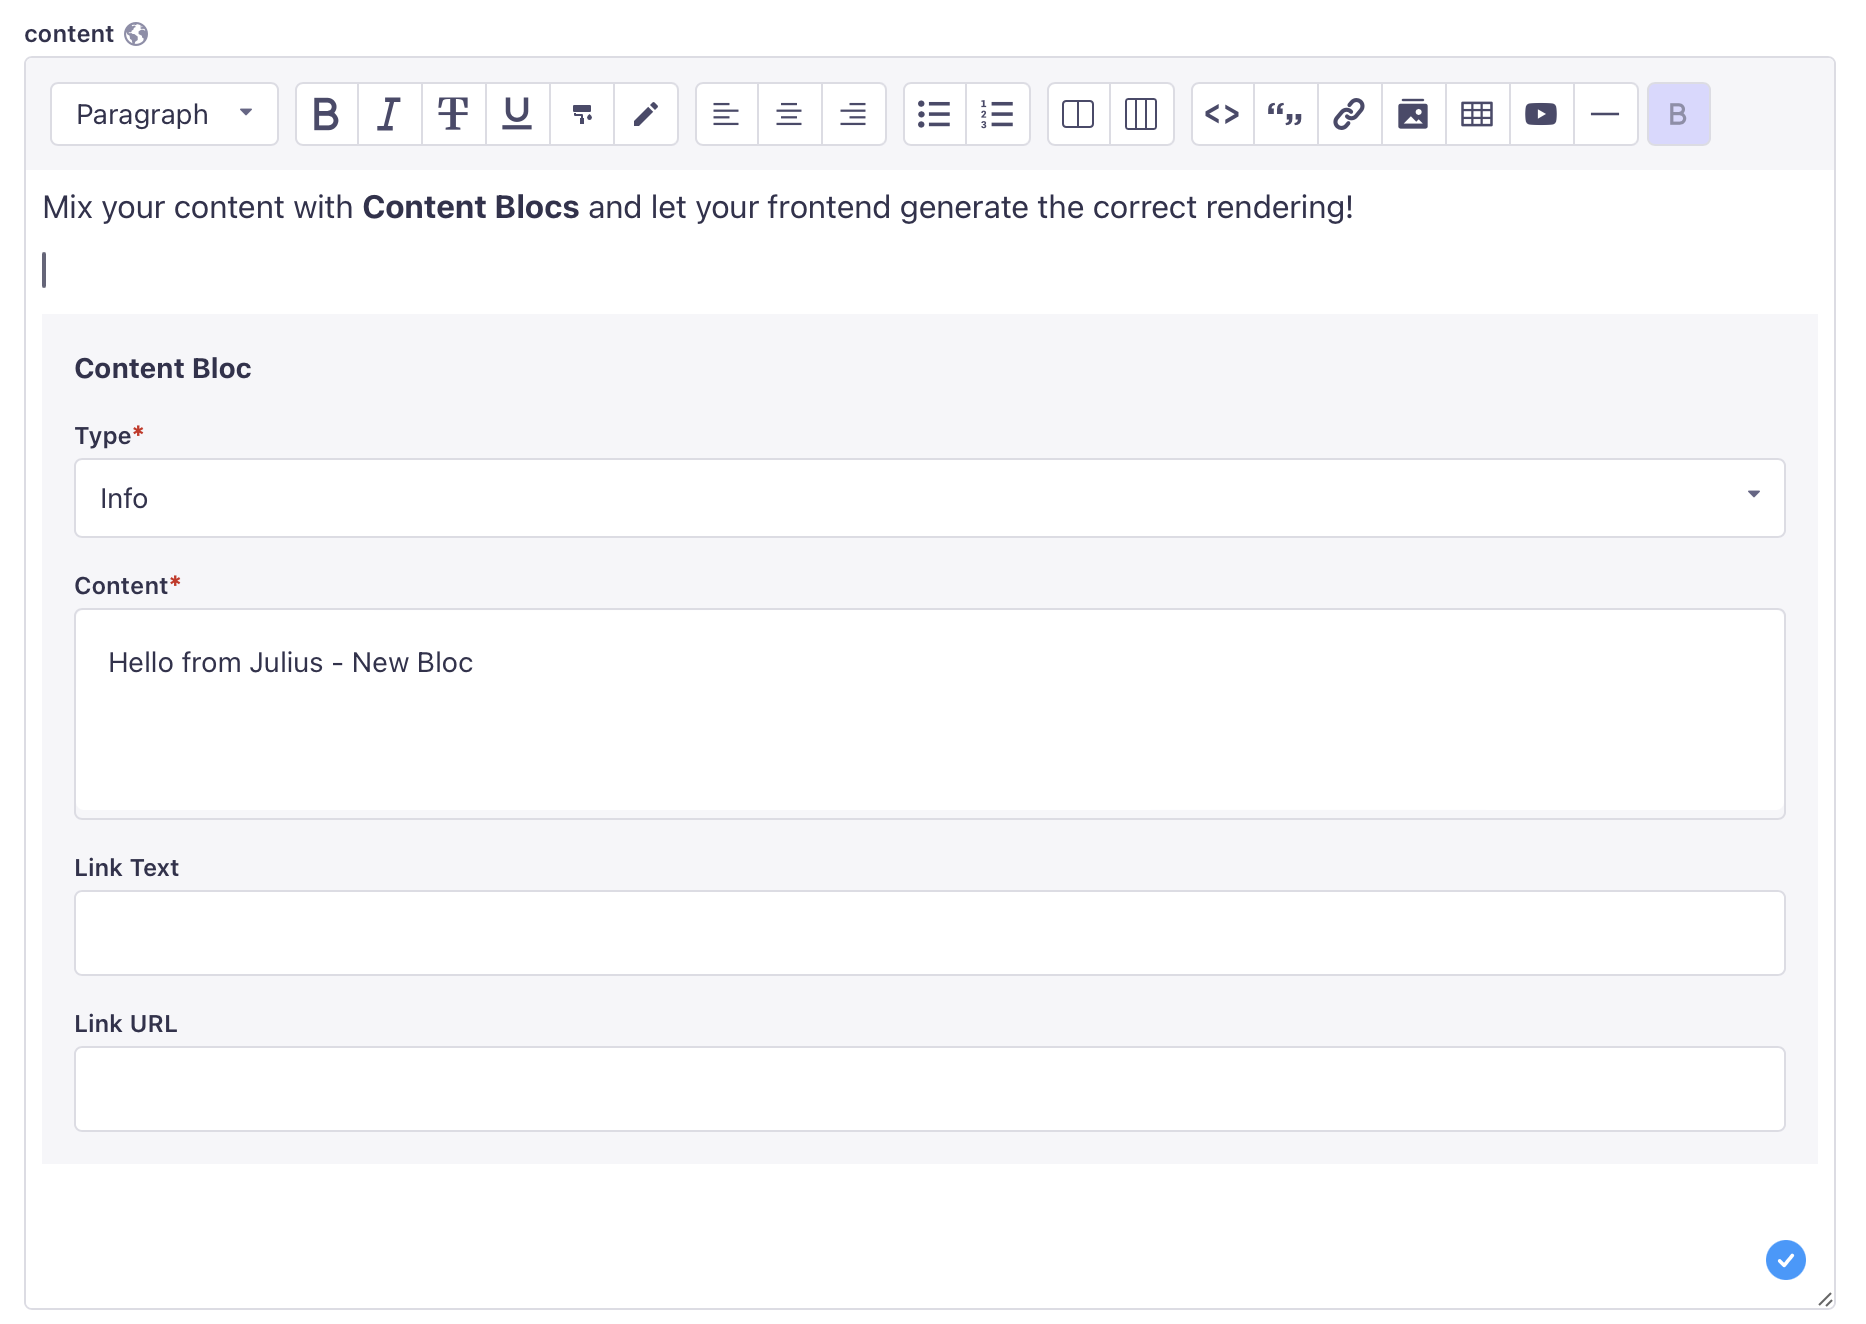 content
Paragraph B I T U B
Mix your content with Content Blocs and let your frontend generate the correct rendering!
Content Bloc
Type*
Info
Content*
Hello from Julius - New Bloc
Link Text
Link URL